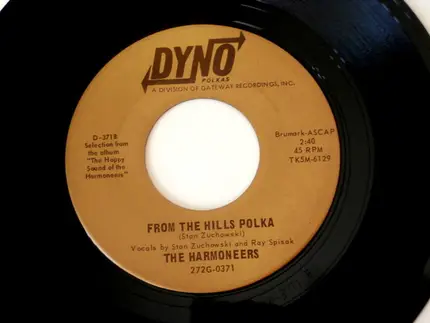 DYNO
POLKAS
A DIVISION OF GATEWAY RECORDINGS, INC.
D-371B
Selection from
the album
"The Happy
Sound of the
Harmoneers"
Brumark-ASCAP
2:40
45 RPM
TK5M-6129
FROM THE HILLS POLKA
(Stan Zuchowski)
Vocals by Stan Zuchowski and Ray Spisak
THE HARMONEERS
272G-0371